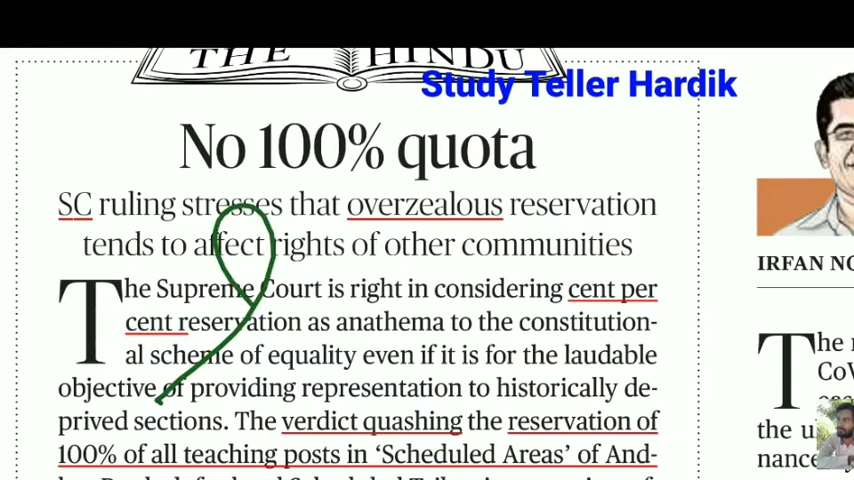 THE HINDU
Study Teller Hardik
No 100% quota
SC ruling stresses that overzealous reservation
tends to affect rights of other communities
The Supreme Court is right in considering cent per
cent reservation as anathema to the constitution-
al scheme of equality even if it is for the laudable
objective of providing representation to historically de-
prived sections. The verdict quashing the reservation of
100% of all teaching posts in ‘Scheduled Areas’ of And-
IRFAN NO
The
CoV
the u
nance